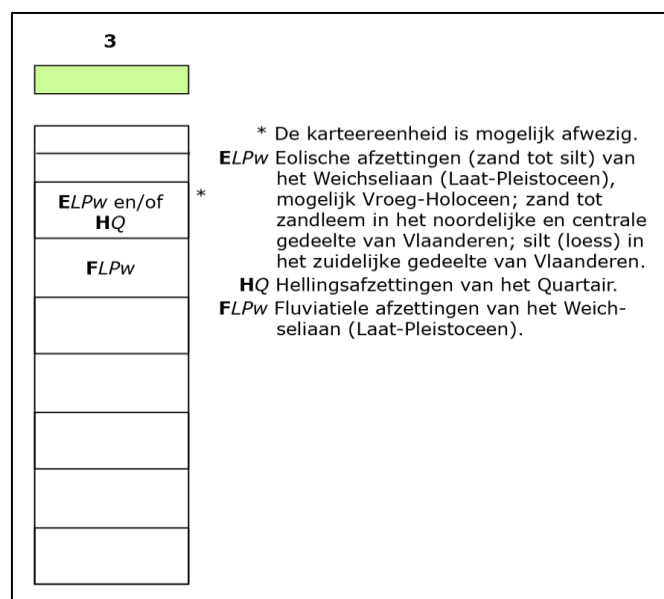 3
* De karteereenheid is mogelijk afwezig.
ELPw Eolische afzettingen (zand tot silt) van
het Weichseliaan (Laat-Pleistoceen),
mogelijk Vroeg-Holoceen; zand tot
zandleem in het noordelijke en centrale
gedeelte van Vlaanderen; silt (loess) in
het zuidelijke gedeelte van Vlaanderen.
HQ Hellingsafzettingen van het Quartair.
FLPw Fluviatiele afzettingen van het Weich-
seliaan (Laat-Pleistoceen).
ELPw en/of *
HQ
FLPw